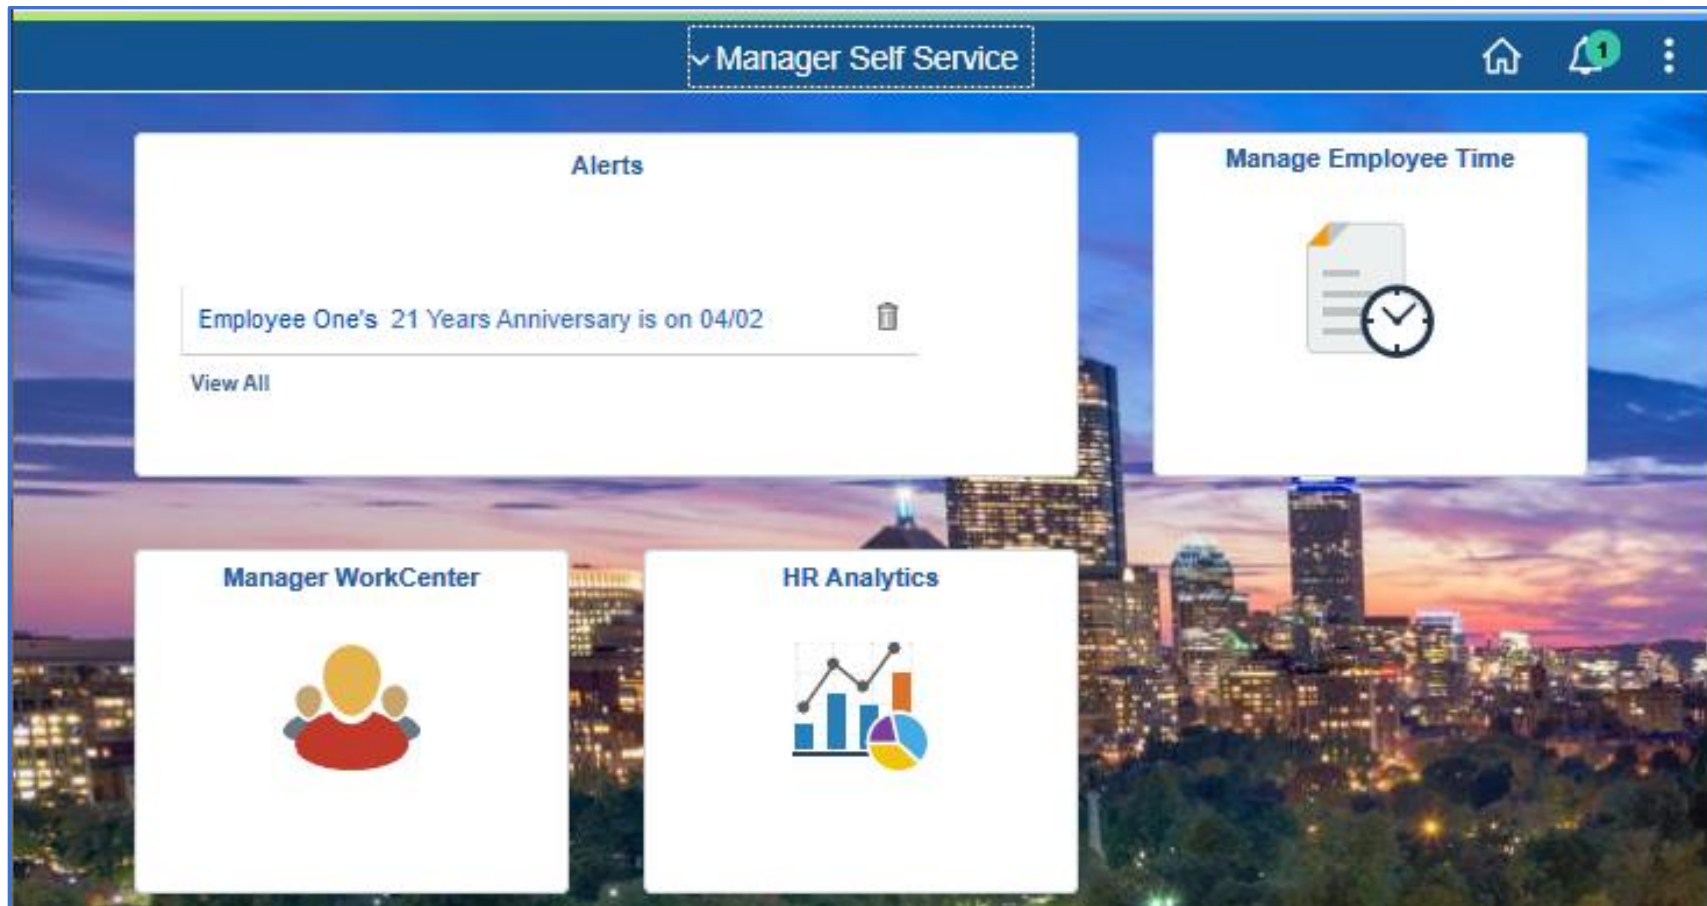 Manager Self Service
1
Alerts
Manage Employee Time
Employee One's 21 Years Anniversary is on 04/02
View All
Manager WorkCenter
HR Analytics